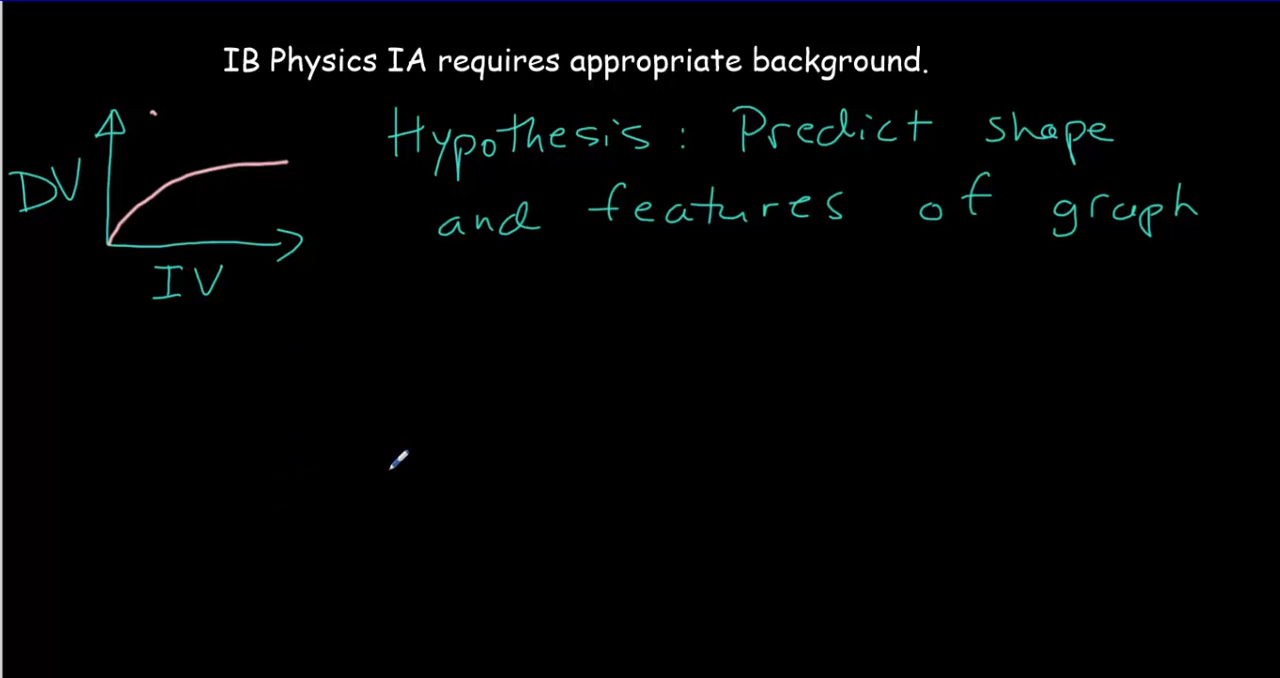 IB Physics IA requires appropriate background.
Hypothesis: Predict shape
and features of graph
DV
IV